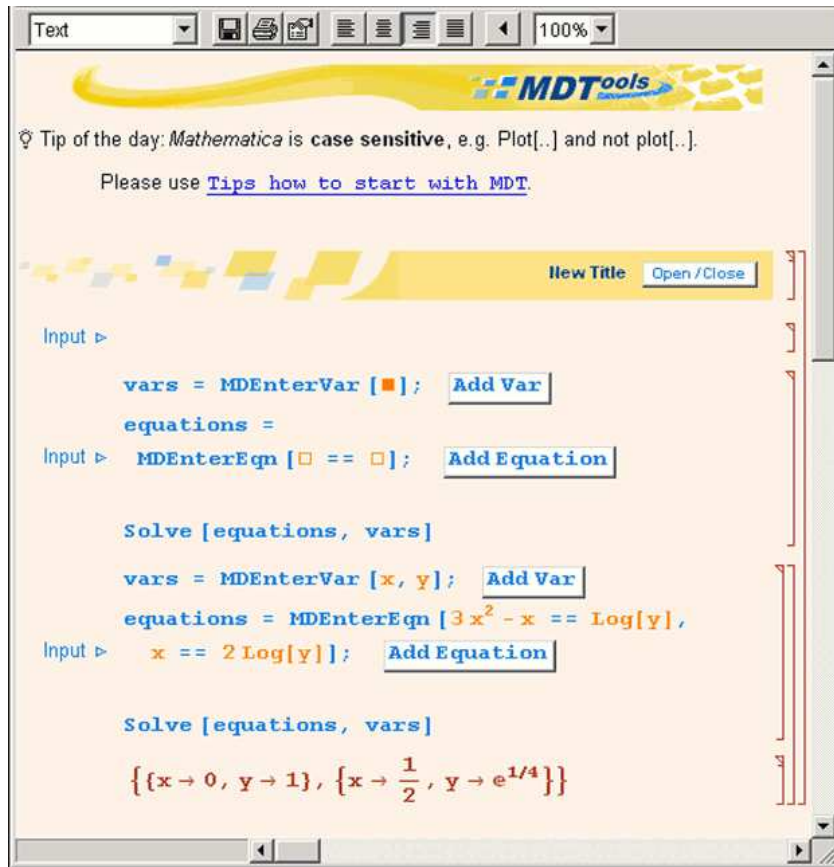 Text
100%
MDTools
Tip of the day: Mathematica is case sensitive, e.g. Plot[..] and not plot[..].
Please use Tips how to start with MDT.
New Title Open/Close
Input ▹
vars = MDEnterVar[■]; Add Var
equations =
Input ▹ MDEnterEqn[□ == □]; Add Equation
Solve[equations, vars]
vars = MDEnterVar[x, y]; Add Var
equations = MDEnterEqn[3 x² - x == Log[y],
Input ▹ x == 2 Log[y]]; Add Equation
Solve[equations, vars]
{{x → 0, y → 1}, {x → 1/2, y → e^1/4}}